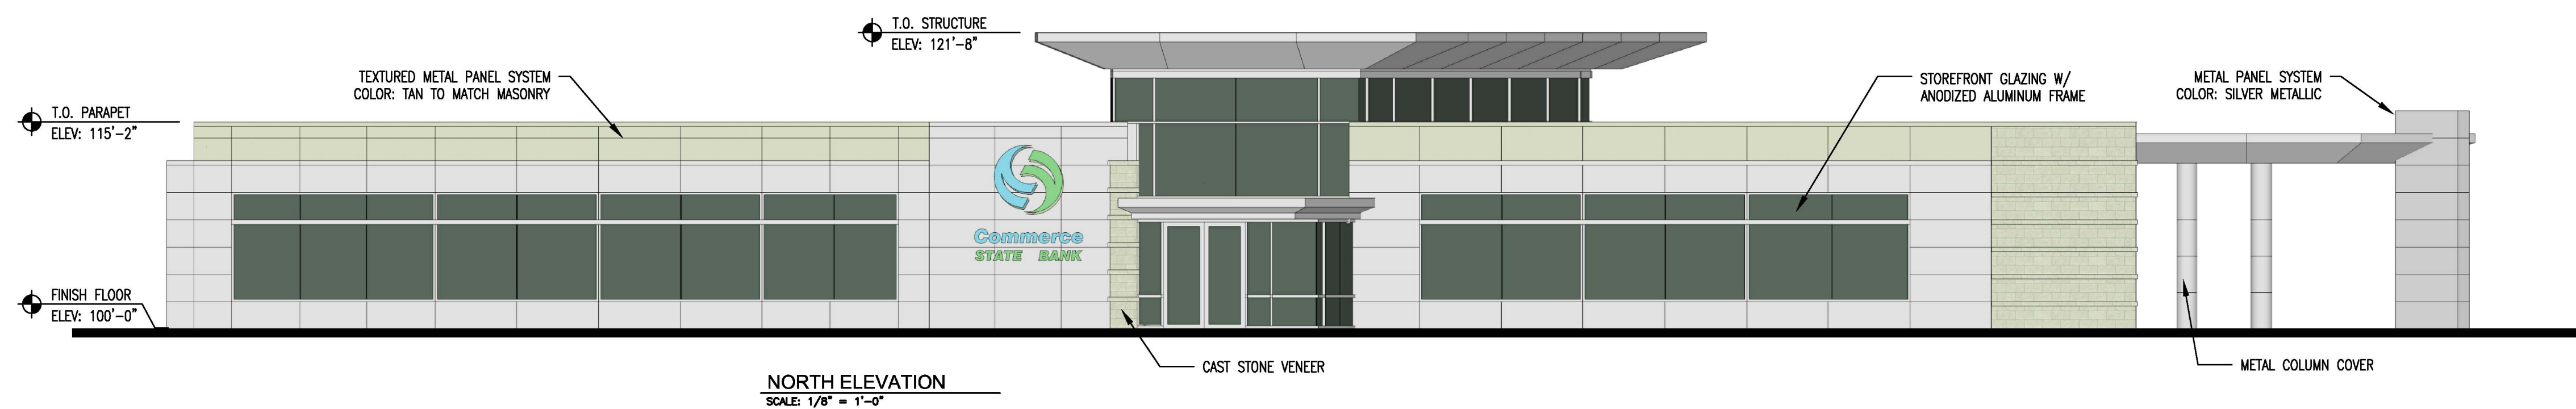 T.O. STRUCTURE
ELEV: 121'-8"
TEXTURED METAL PANEL SYSTEM
COLOR: TAN TO MATCH MASONRY
STOREFRONT GLAZING W/
ANODIZED ALUMINUM FRAME
METAL PANEL SYSTEM
COLOR: SILVER METALLIC
T.O. PARAPET
ELEV: 115'-2"
Commerce
STATE BANK
FINISH FLOOR
ELEV: 100'-0"
CAST STONE VENEER
METAL COLUMN COVER
NORTH ELEVATION
SCALE: 1/8" = 1'-0"